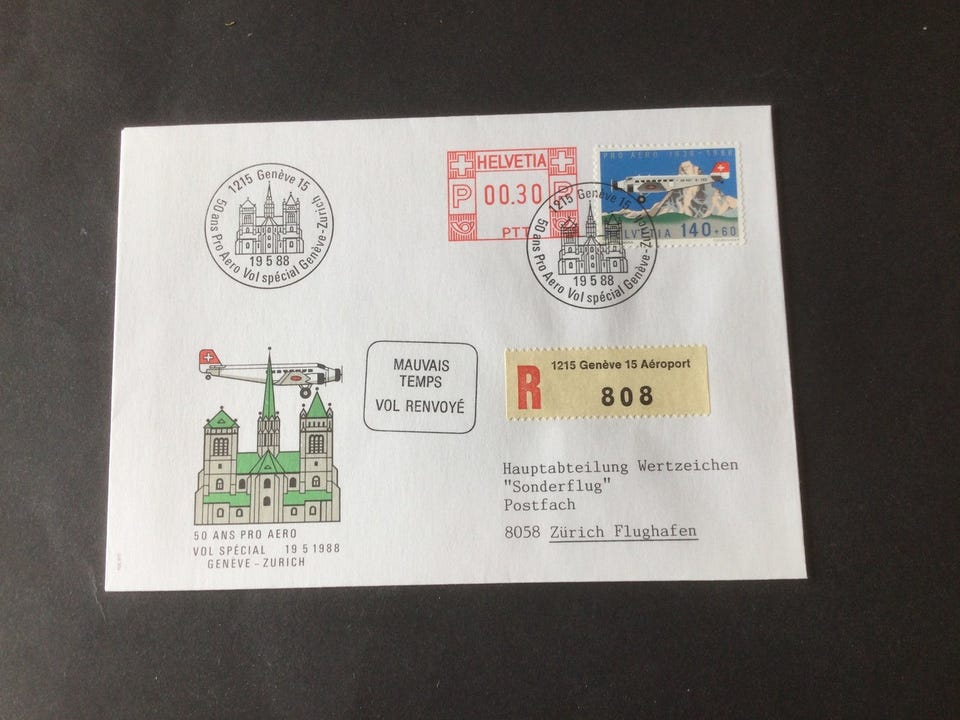 1215 Genève 15
50 ans Pro Aero Vol spécial Genève-Zurich
19 5 88
HELVETIA
P 00.30 P
PTT
PRO AERO 1938-1988
HELVETIA 140+60
1215 Genève 15
50 ans Pro Aero Vol spécial Genève-Zurich
19 5 88
MAUVAIS
TEMPS
VOL RENVOYÉ
R
1215 Genève 15 Aéroport
808
Hauptabteilung Wertzeichen
"Sonderflug"
Postfach
8058 Zürich Flughafen
50 ANS PRO AERO
VOL SPÉCIAL 19 5 1988
GENÈVE – ZURICH